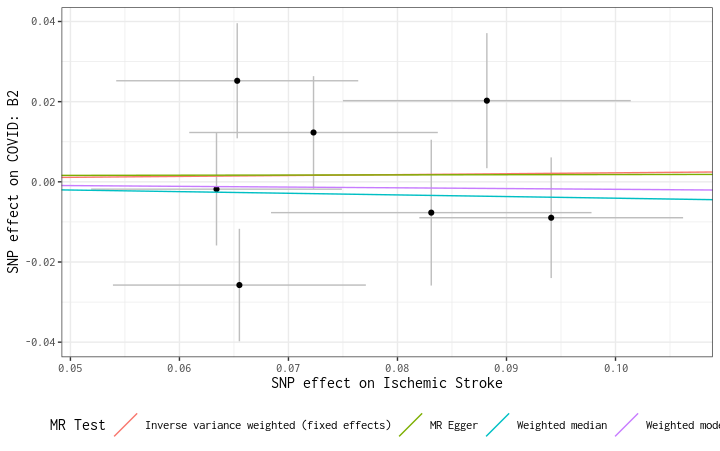 0.04
0.02
0.00
-0.02
-0.04
SNP effect on COVID: B2
0.05 0.06 0.07 0.08 0.09 0.10
SNP effect on Ischemic Stroke
MR Test Inverse variance weighted (fixed effects) MR Egger Weighted median Weighted mode